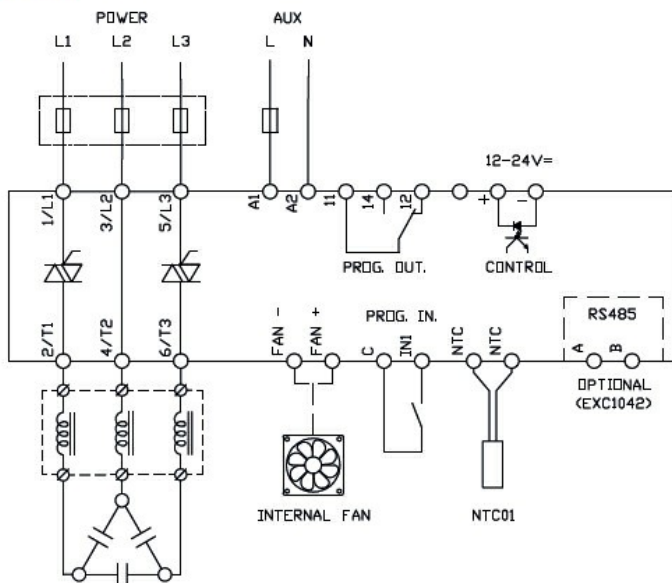 POWER
AUX
L1
L2
L3
L
N
12-24V=
1/L1
3/L2
5/L3
A1
A2
11
14
12
+
-
PROG. OUT.
CONTROL
2/T1
4/T2
6/T3
FAN -
FAN +
PROG. IN.
C
IN1
NTC
NTC
RS485
A
B
OPTIONAL
(EXC1042)
INTERNAL FAN
NTC01